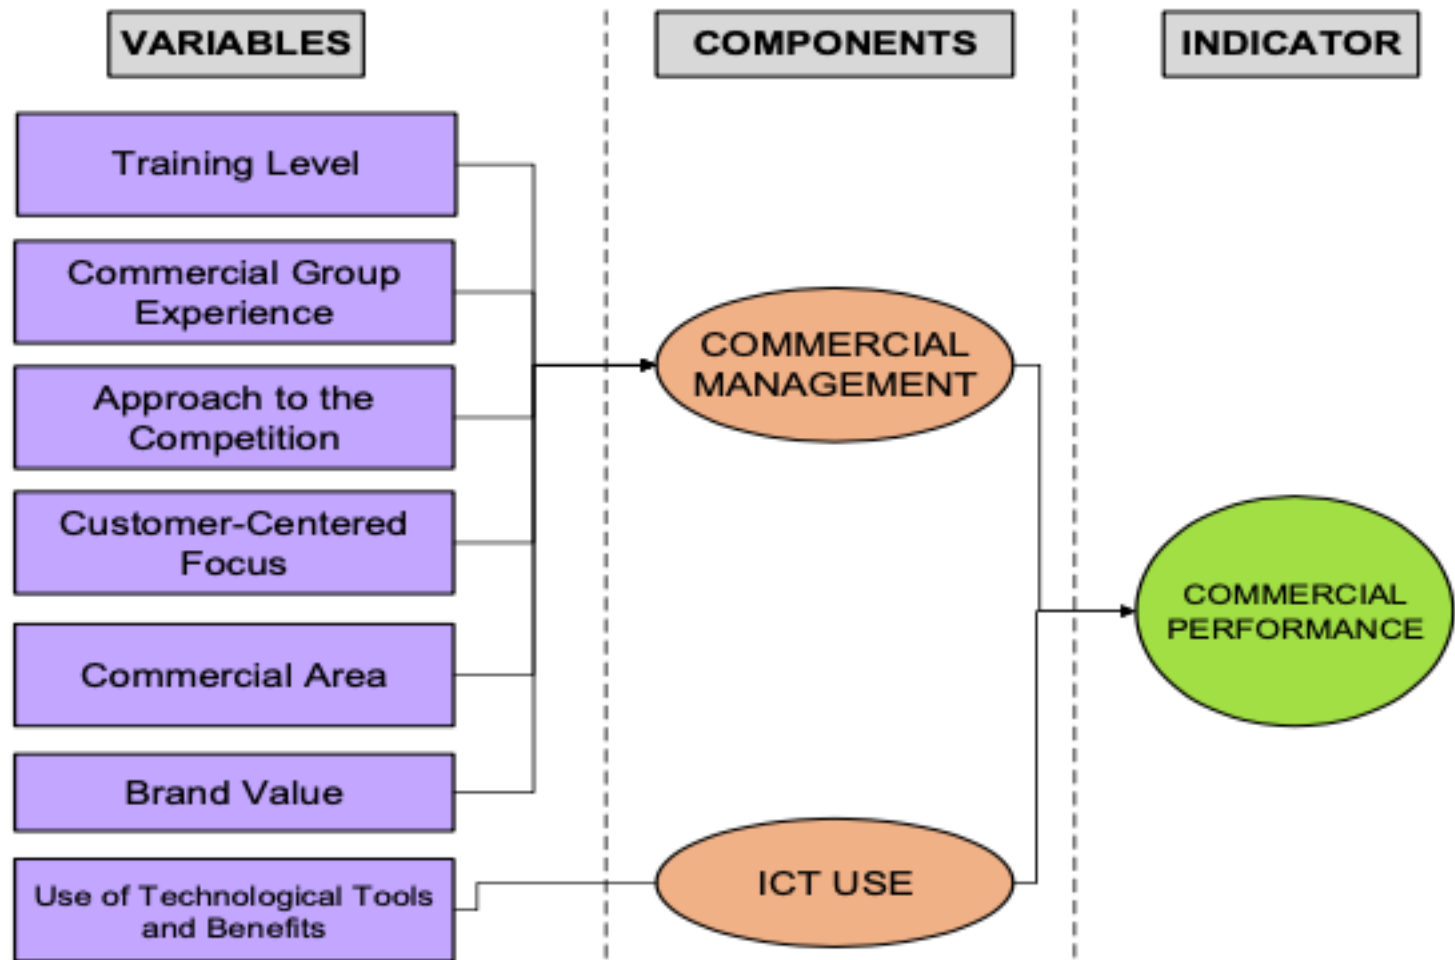 VARIABLES
COMPONENTS
INDICATOR
Training Level
Commercial Group
Experience
Approach to the
Competition
Customer-Centered
Focus
Commercial Area
Brand Value
Use of Technological Tools
and Benefits
COMMERCIAL
MANAGEMENT
ICT USE
COMMERCIAL
PERFORMANCE